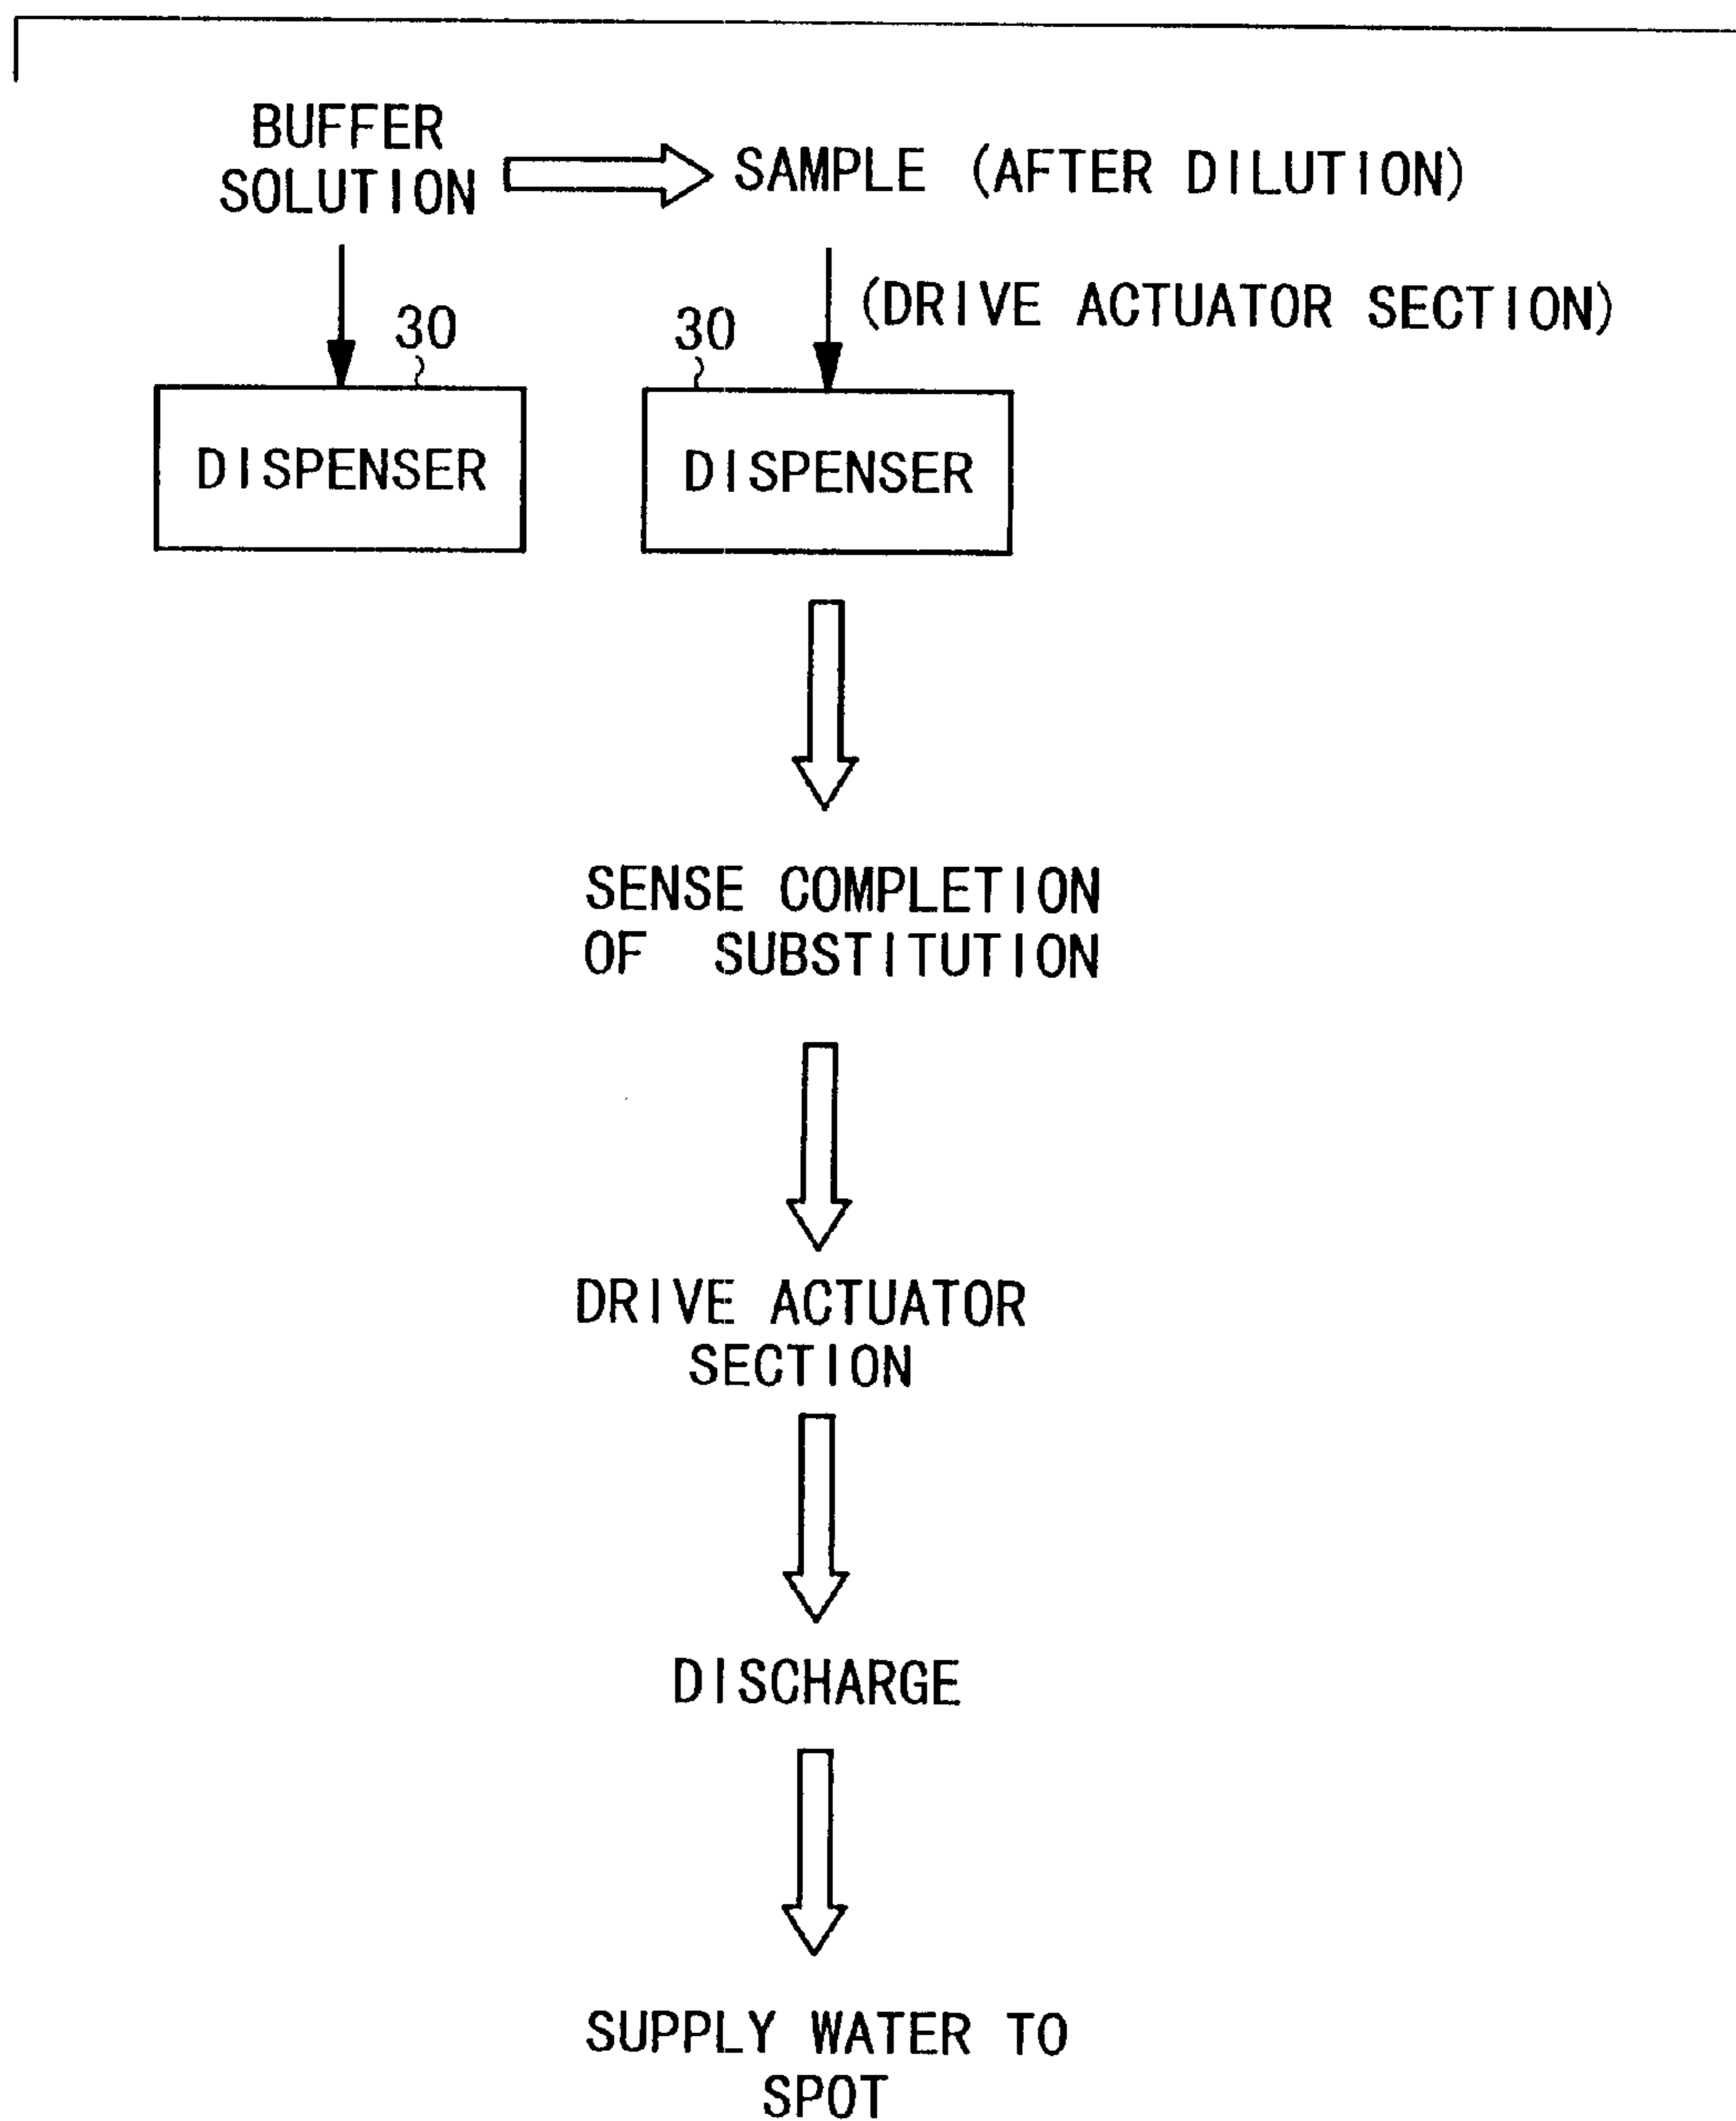 BUFFER
SOLUTION
SAMPLE (AFTER DILUTION)
(DRIVE ACTUATOR SECTION)
30
30
DISPENSER
DISPENSER
SENSE COMPLETION
OF SUBSTITUTION
DRIVE ACTUATOR
SECTION
DISCHARGE
SUPPLY WATER TO
SPOT